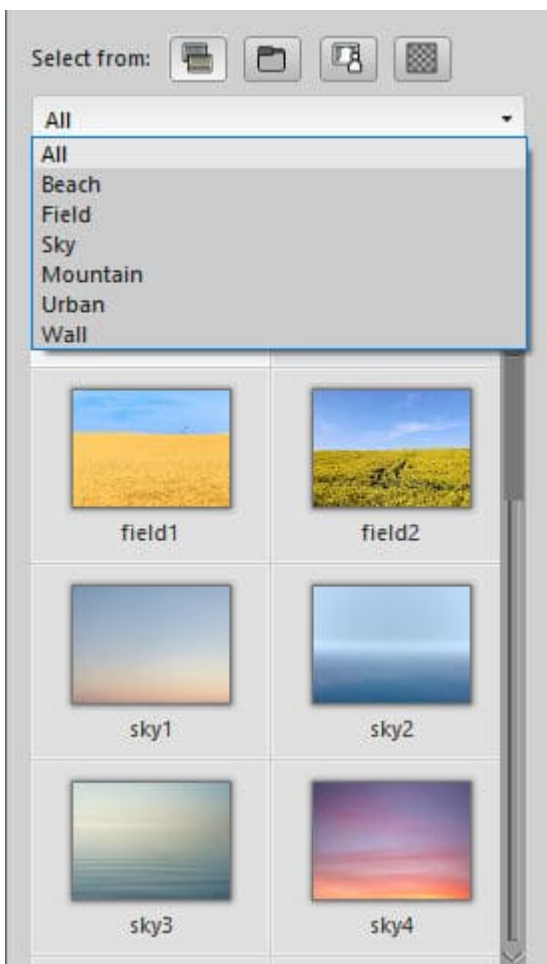 Select from:
All
All
Beach
Field
Sky
Mountain
Urban
Wall
field1
field2
sky1
sky2
sky3
sky4